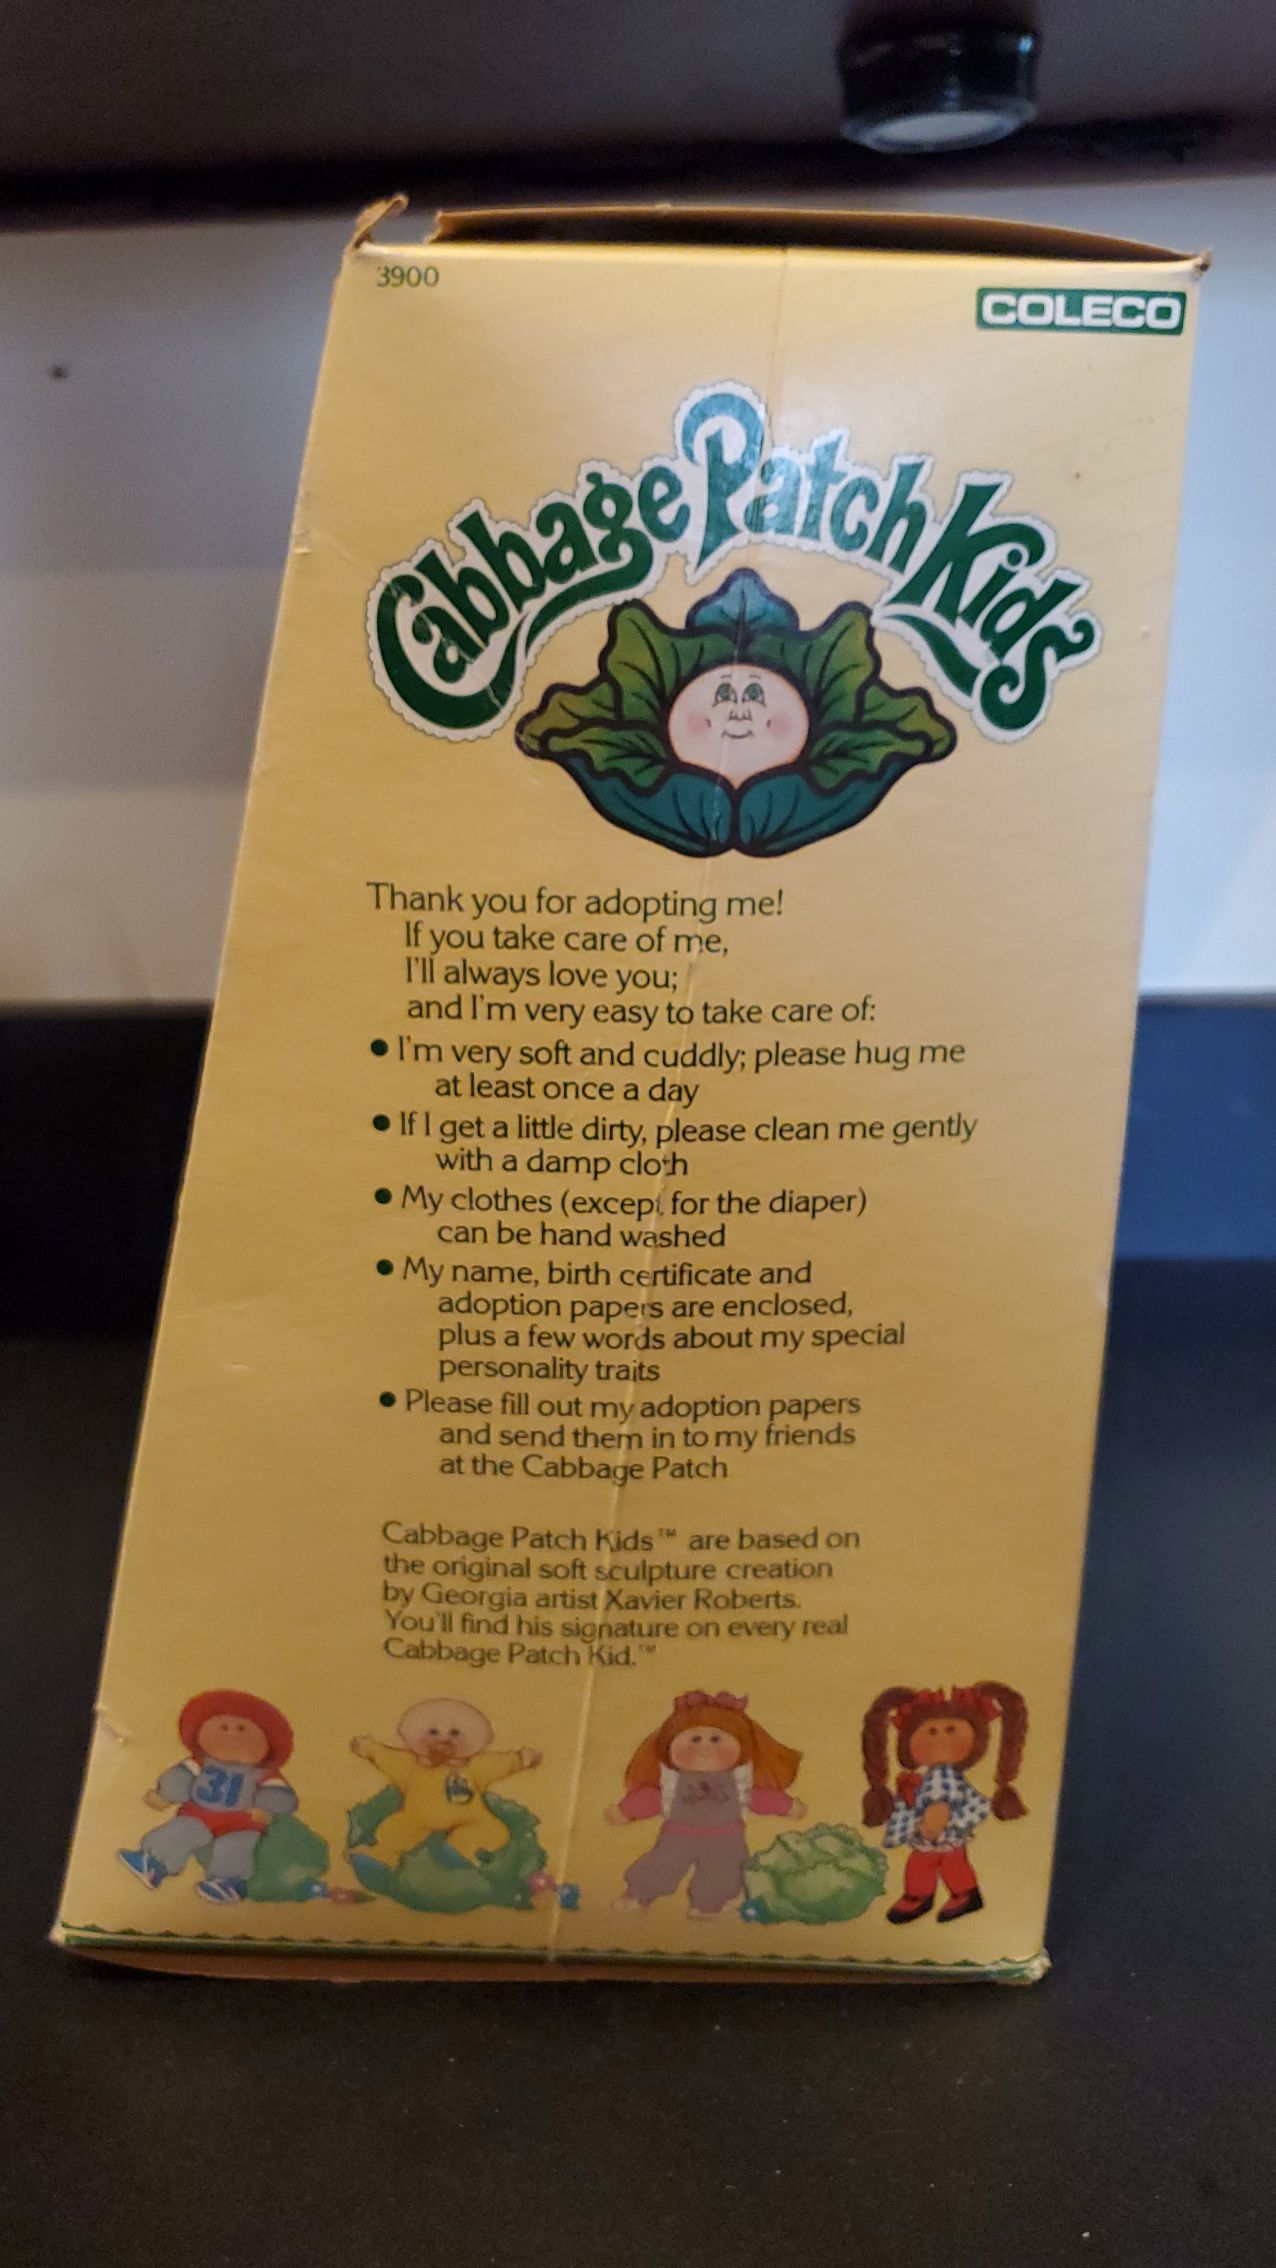 3900
COLECO
Cabbage Patch Kids
Thank you for adopting me!
If you take care of me,
I'll always love you;
and I'm very easy to take care of:
● I'm very soft and cuddly; please hug me
at least once a day
● If I get a little dirty, please clean me gently
with a damp cloth
● My clothes (except for the diaper)
can be hand washed
● My name, birth certificate and
adoption papers are enclosed,
plus a few words about my special
personality traits
● Please fill out my adoption papers
and send them in to my friends
at the Cabbage Patch
Cabbage Patch Kids™ are based on
the original soft sculpture creation
by Georgia artist Xavier Roberts.
You'll find his signature on every real
Cabbage Patch Kid.™
31